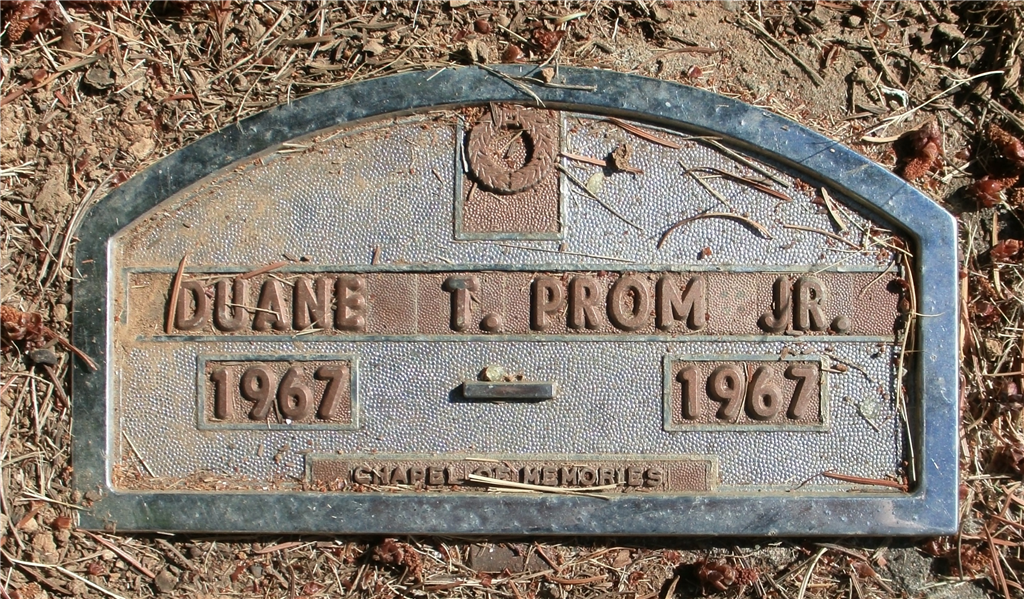 DUANE T. PROM JR.
1967 – 1967
CHAPEL OF MEMORIES